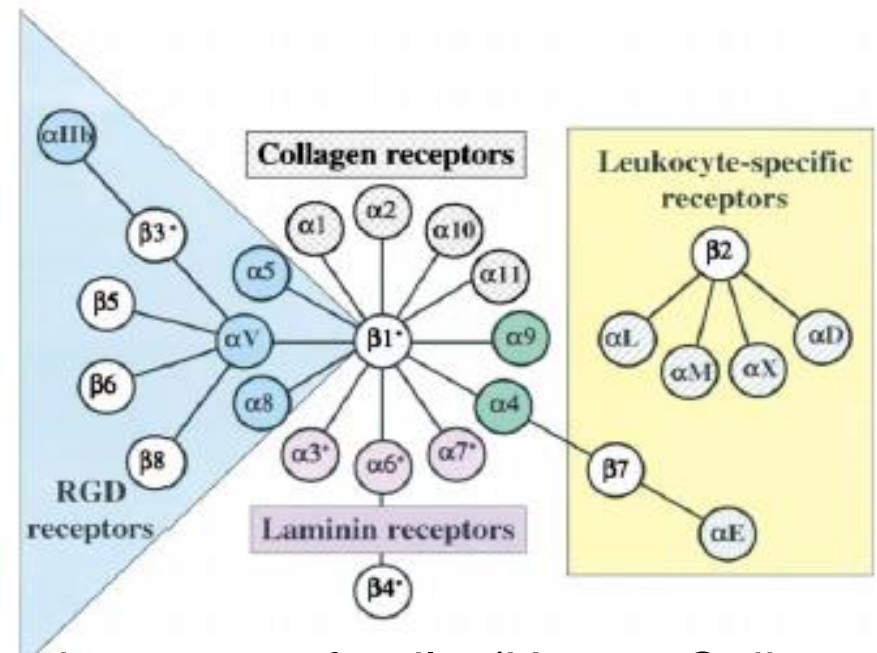 Collagen receptors
Leukocyte-specific
receptors
αIIb
β3*
α5
α1
α2
α10
α11
β5
αV
β1*
α9
β6
α8
α4
β8
α3*
α6*
α7*
RGD
receptors
Laminin receptors
β4*
β2
αL
αM
αX
αD
β7
αE